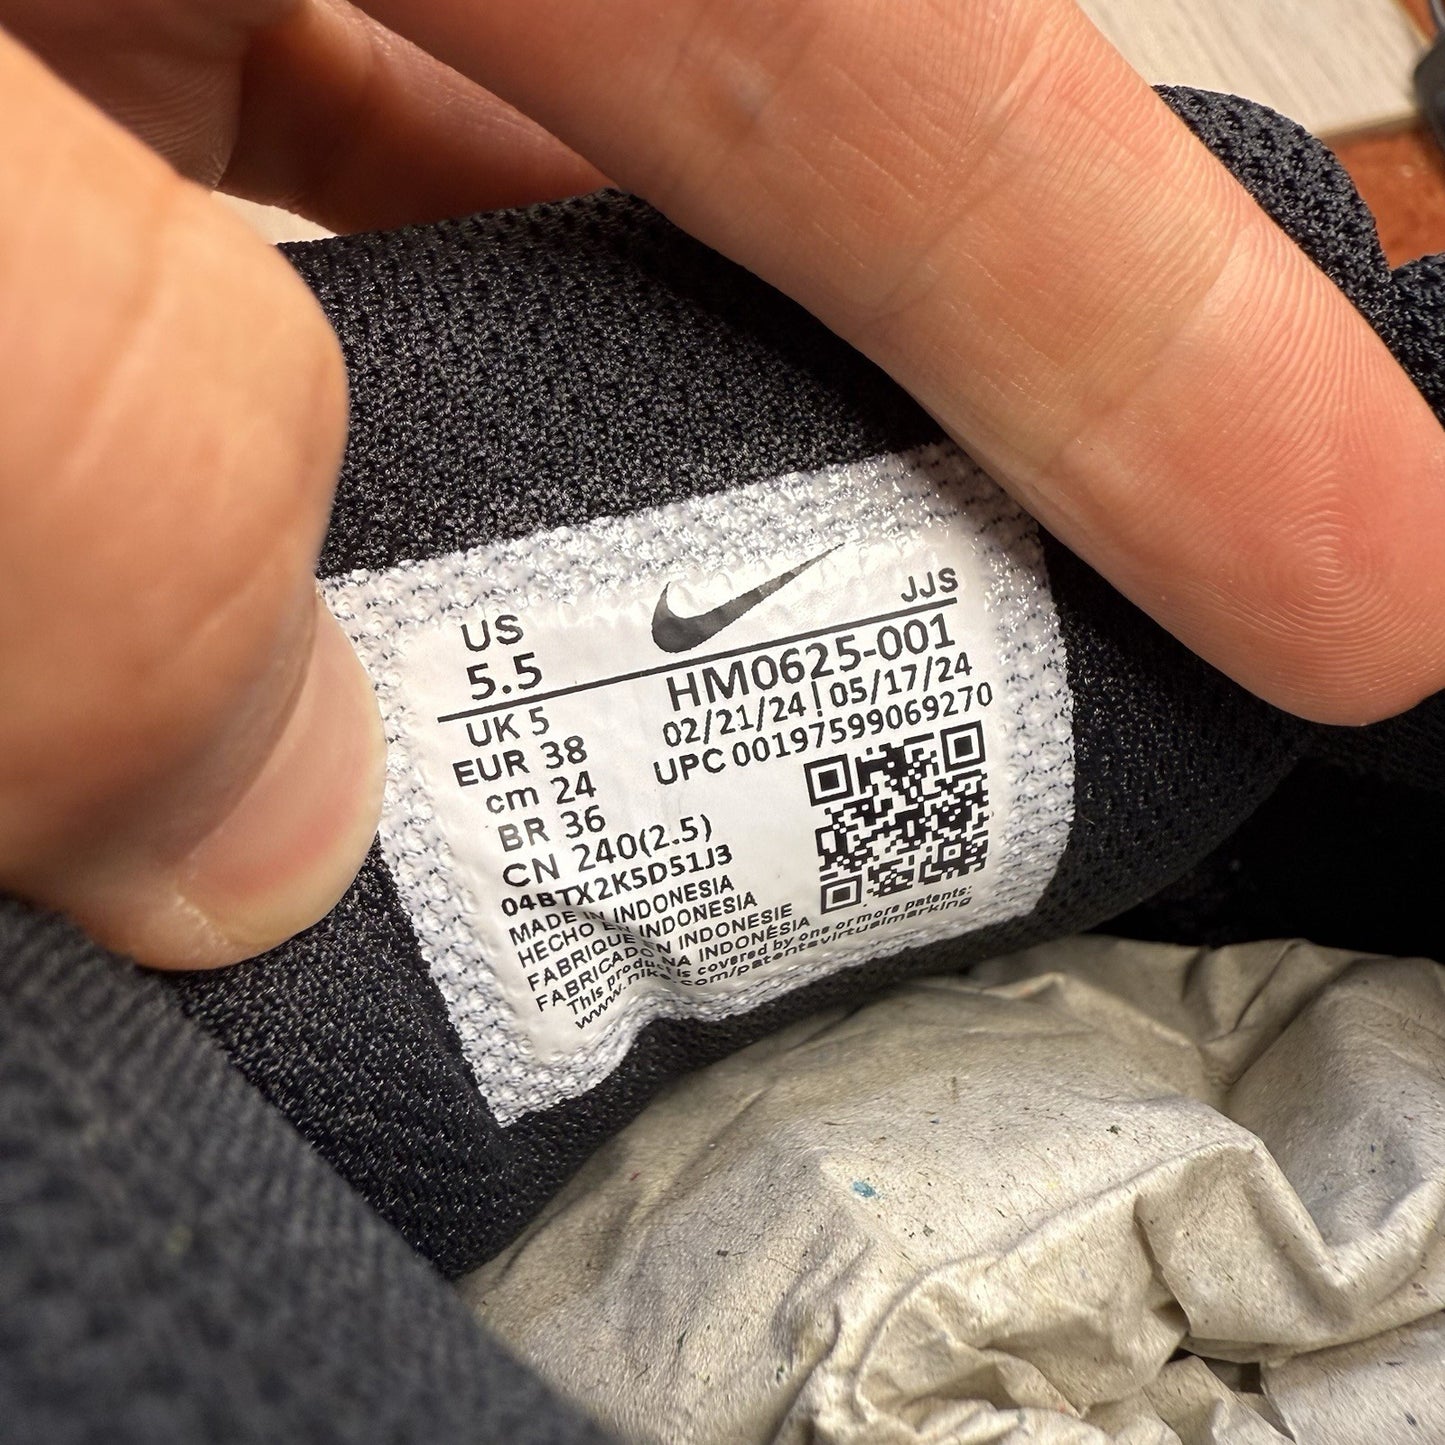 US
5.5
JJS
UK 5
EUR 38
cm 24
BR 36
CN 240(2.5)
HM0625-001
02/21/24 | 05/17/24
UPC 00197599069270
04BTX2K5D51J3
MADE IN INDONESIA
HECHO EN INDONESIA
FABRIQUE EN INDONESIE
FABRICADO NA INDONÉSIA
This product is covered by one or more patents:
www.nike.com/patentsvirtualmarking